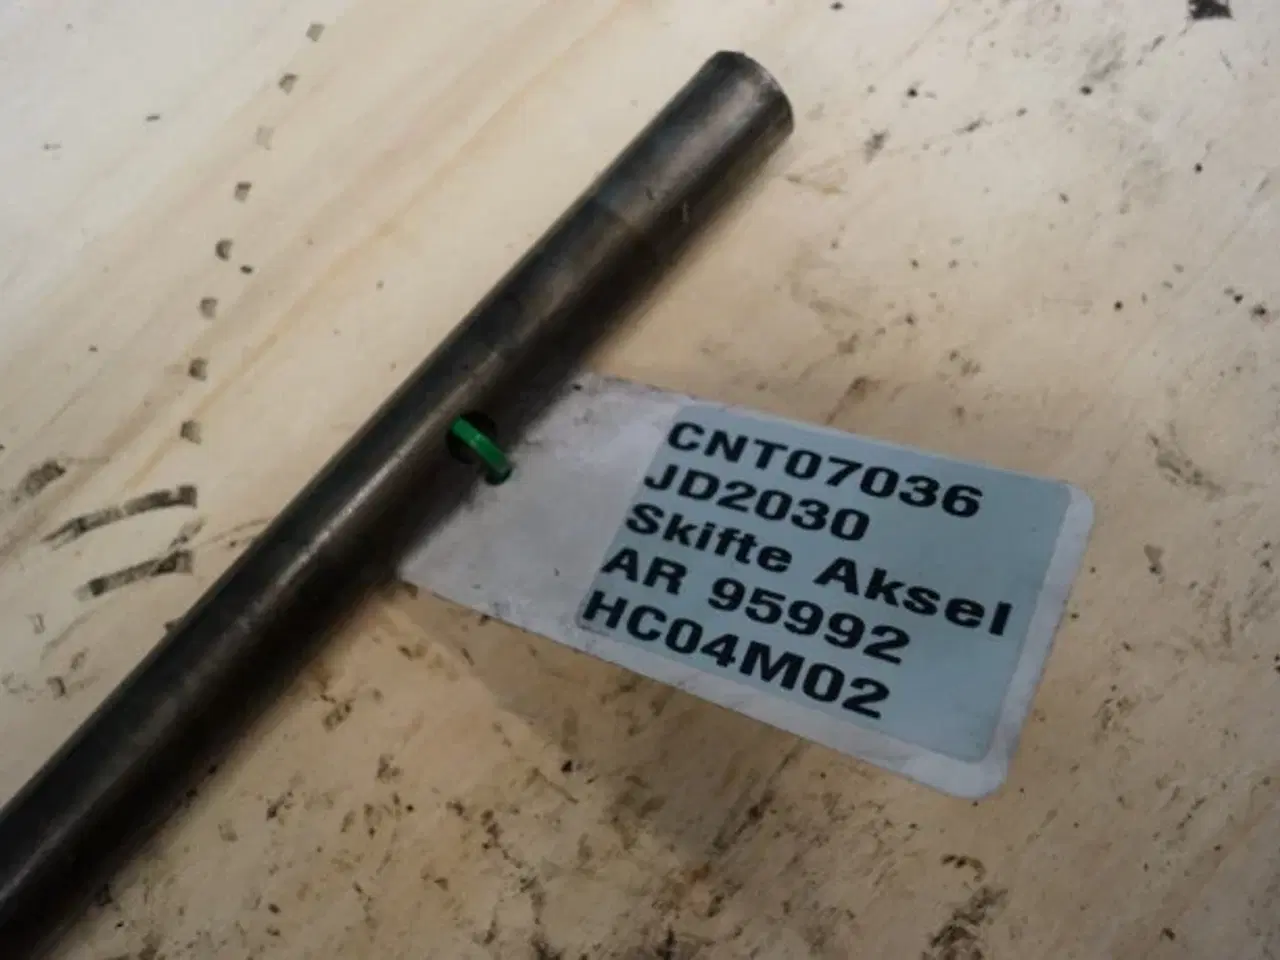 CNT07036
JD2030
Skifte Aksel
AR 95992
HC04M02